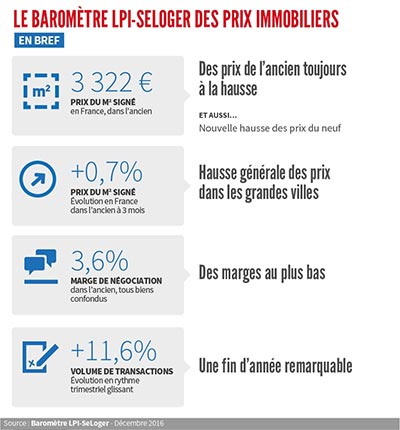 LE BAROMÈTRE LPI-SELOGER DES PRIX IMMOBILIERS
EN BREF
m²
3 322 €
PRIX DU M² SIGNÉ
en France, dans l'ancien
Des prix de l'ancien toujours
à la hausse
ET AUSSI...
Nouvelle hausse des prix du neuf
+0,7%
PRIX DU M² SIGNÉ
Évolution en France
dans l'ancien à 3 mois
Hausse générale des prix
dans les grandes villes
3,6%
MARGE DE NÉGOCIATION
dans l'ancien, tous biens
confondus
Des marges au plus bas
+11,6%
VOLUME DE TRANSACTIONS
Évolution en rythme
trimestriel glissant
Une fin d'année remarquable
Source : Baromètre LPI-SeLoger - Décembre 2016